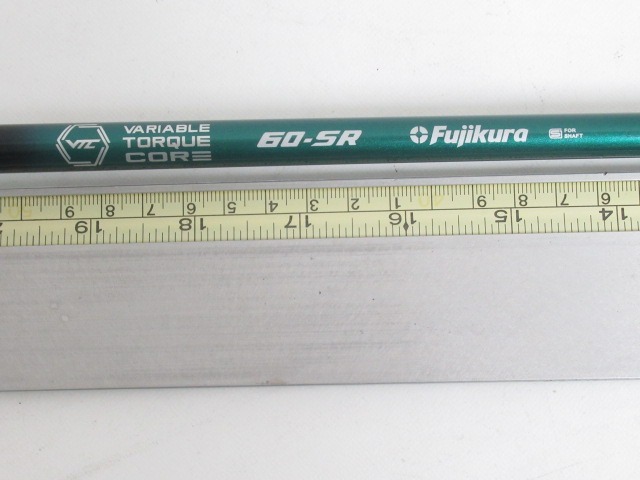 VTC
VARIABLE
TORQUE
CORE
60-SR
Fujikura
FOR
SHAFT
9 8 7 6 5 4 3 2 1 40 9 8 7 6
19 18 17 16 15 14